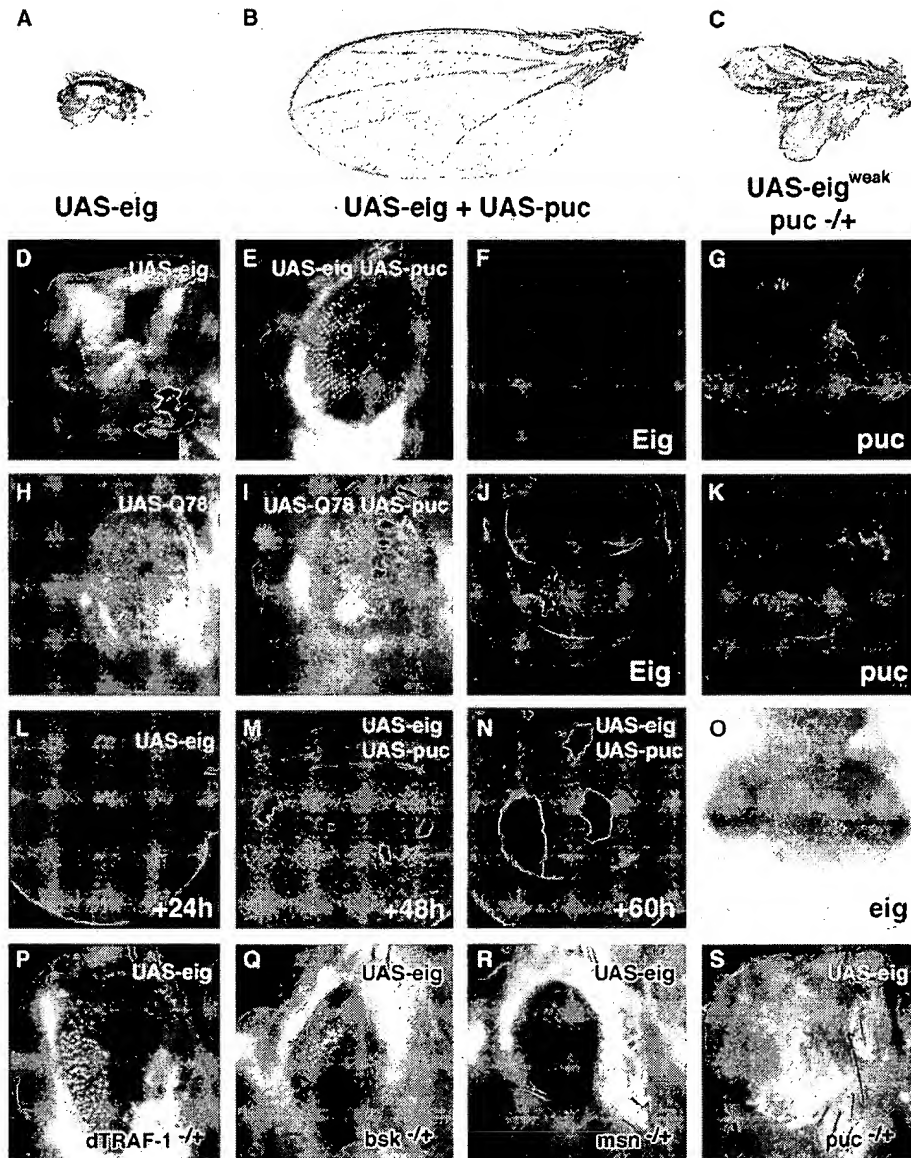 A
B
C
UAS-eig
UAS-eig + UAS-puc
UAS-eig^weak
puc -/+
D
UAS-eig
E
UAS-eig UAS-puc
F
Eig
G
puc
H
UAS-Q78
I
UAS-Q78 UAS-puc
J
Eig
K
puc
L
UAS-eig
+24h
M
UAS-eig
UAS-puc
+48h
N
UAS-eig
UAS-puc
+60h
O
eig
P
UAS-eig
dTRAF-1 -/+
Q
UAS-eig
bsk -/+
R
UAS-eig
msn -/+
S
UAS-eig
puc -/+